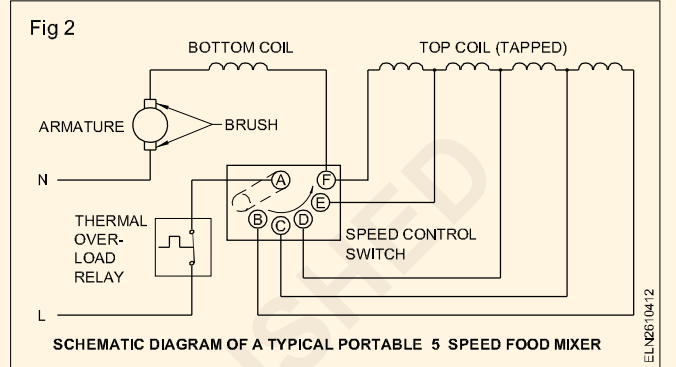 Fig 2
BOTTOM COIL
TOP COIL (TAPPED)
ARMATURE
BRUSH
N
A
F
E
B
C
D
THERMAL
OVER-
LOAD
RELAY
SPEED CONTROL
SWITCH
L
SCHEMATIC DIAGRAM OF A TYPICAL PORTABLE 5 SPEED FOOD MIXER
ELN2610412